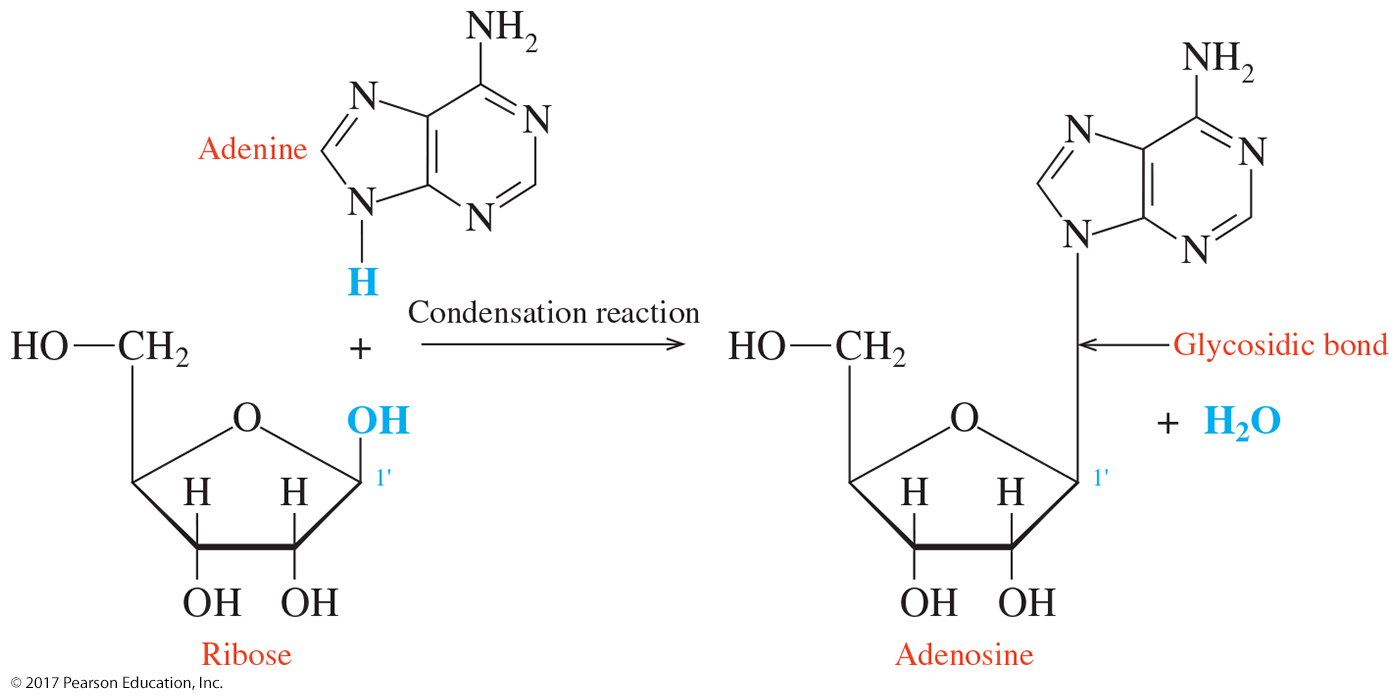 NH2
NH2
N
N
N
N
Adenine
N
N
N
N
H
Condensation reaction
HO—CH2
+
HO—CH2
Glycosidic bond
O
OH
O
+ H2O
1'
1'
H
H
H
H
OH
OH
OH
OH
Ribose
Adenosine
© 2017 Pearson Education, Inc.